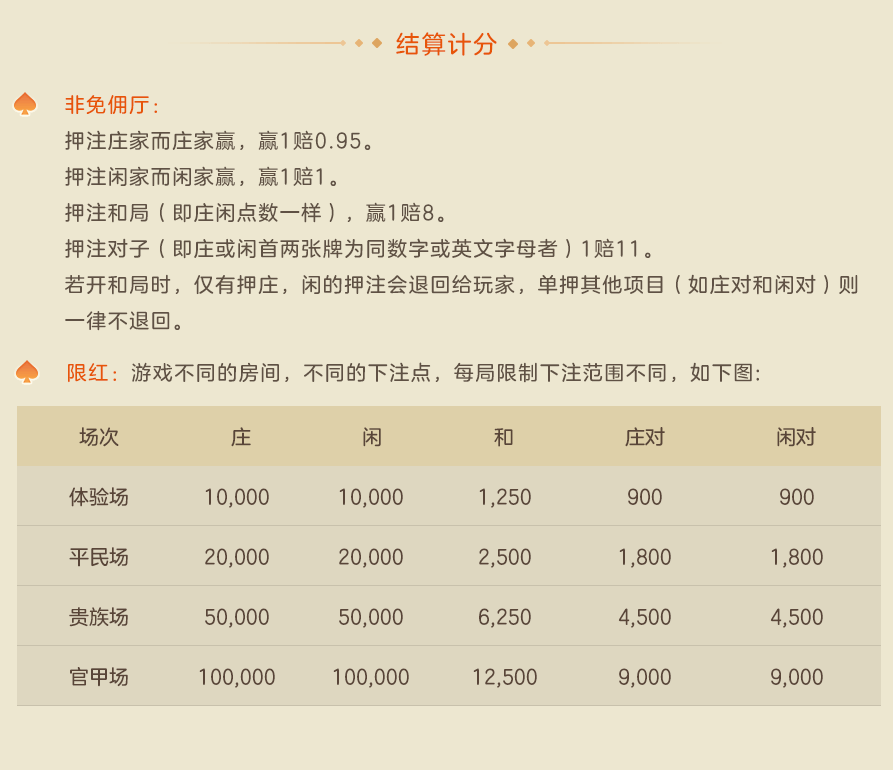 结算计分
非免佣厅：
押注庄家而庄家赢，赢1赔0.95。
押注闲家而闲家赢，赢1赔1。
押注和局（即庄闲点数一样），赢1赔8。
押注对子（即庄或闲首两张牌为同数字或英文字母者）1赔11。
若开和局时，仅有押庄，闲的押注会退回给玩家，单押其他项目（如庄对和闲对）则
一律不退回。
限红：游戏不同的房间，不同的下注点，每局限制下注范围不同，如下图:
场次 庄 闲 和 庄对 闲对
体验场 10,000 10,000 1,250 900 900
平民场 20,000 20,000 2,500 1,800 1,800
贵族场 50,000 50,000 6,250 4,500 4,500
官甲场 100,000 100,000 12,500 9,000 9,000